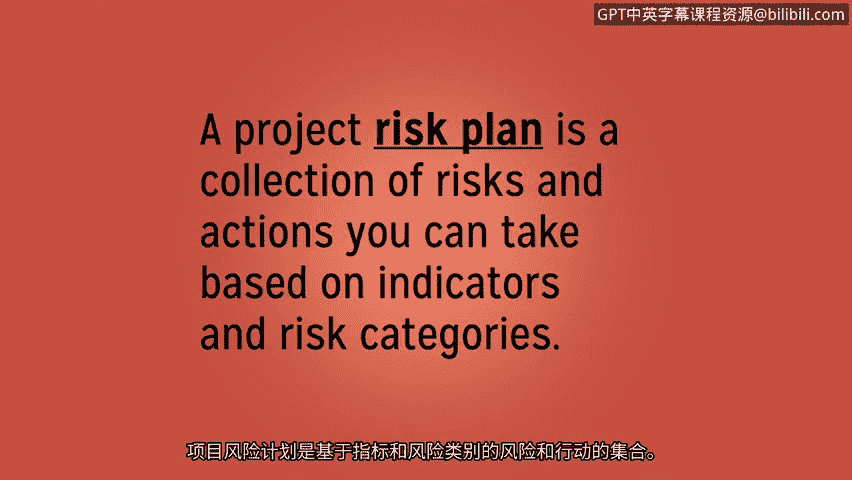 GPT中英字幕课程资源@bilibili.com
A project risk plan is a
collection of risks and
actions you can take
based on indicators
and risk categories.
项目风险计划是基于指标和风险类别的风险和行动的集合。